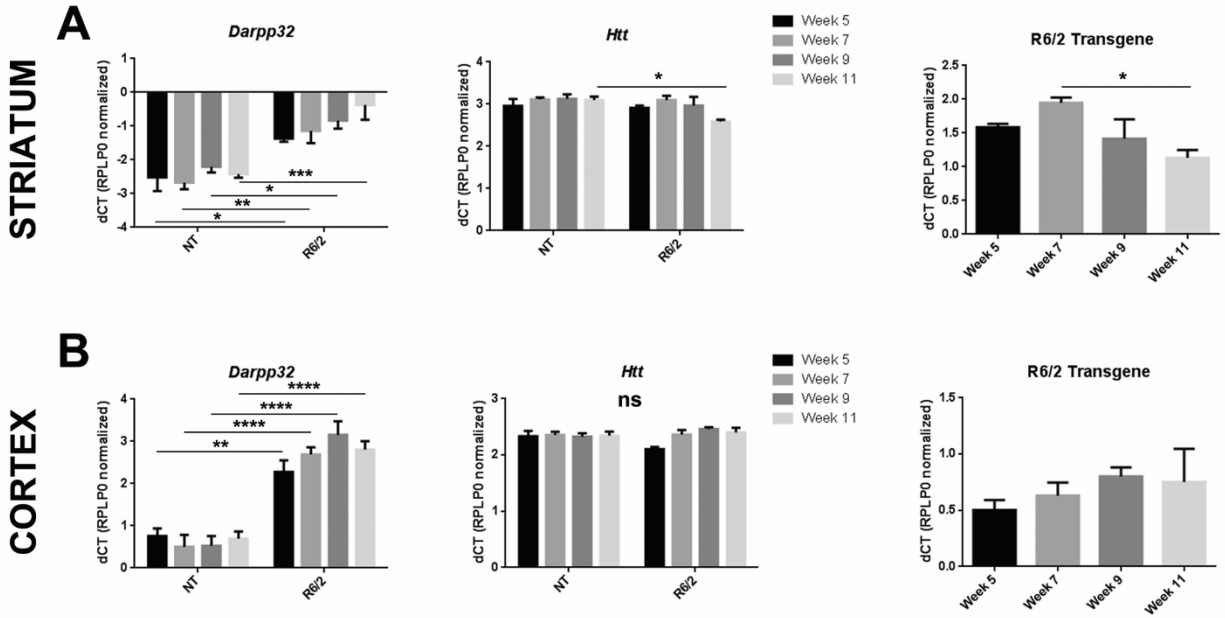 A
STRIATUM
Darpp32
dCT (RPLP0 normalized)
1
0
-1
-2
-3
-4
***
*
**
*
NT
R6/2
Htt
dCT (RPLP0 normalized)
4
3
2
1
0
*
NT
R6/2
Week 5
Week 7
Week 9
Week 11
R6/2 Transgene
dCT (RPLP0 normalized)
2.5
2.0
1.5
1.0
0.5
0.0
*
Week 5
Week 7
Week 9
Week 11
B
CORTEX
Darpp32
dCT (RPLP0 normalized)
4
3
2
1
0
****
****
****
**
NT
R6/2
Htt
ns
dCT (RPLP0 normalized)
3
2
1
0
NT
R6/2
Week 5
Week 7
Week 9
Week 11
R6/2 Transgene
dCT (RPLP0 normalized)
1.5
1.0
0.5
0.0
Week 5
Week 7
Week 9
Week 11